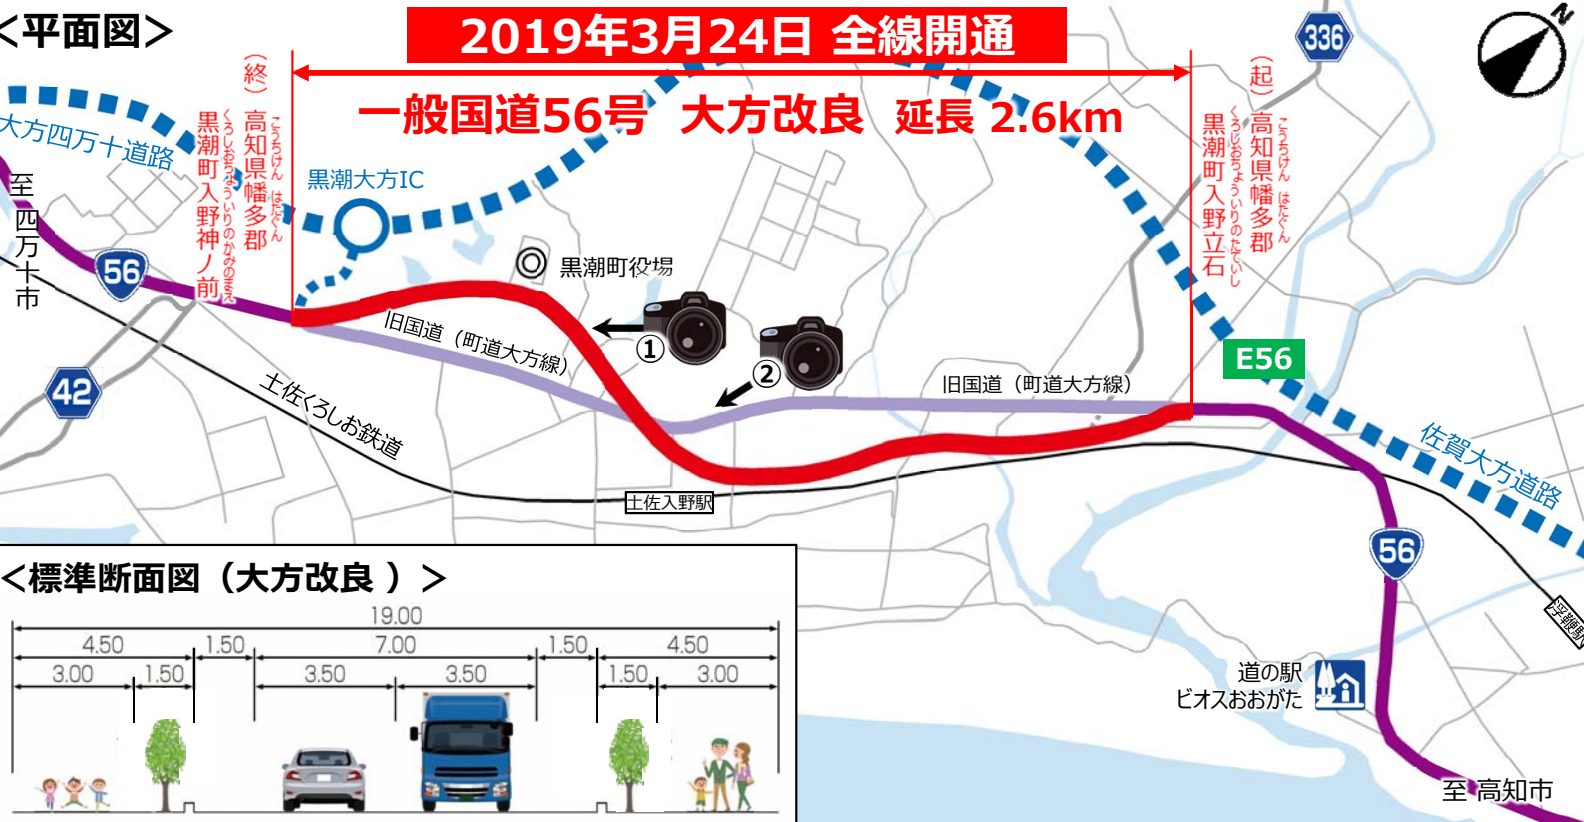 ＜平面図＞
2019年3月24日 全線開通
一般国道56号 大方改良 延長 2.6km
336
N
（終）高知県幡多郡
こうちけん はたぐん
黒潮町入野神ノ前
くろしおちょういりのかみのまえ
（起）高知県幡多郡
こうちけん はたぐん
黒潮町入野立石
くろしおちょういりのたていし
大方四万十道路
黒潮大方IC
至 四万十市
56
黒潮町役場
①
②
旧国道（町道大方線）
旧国道（町道大方線）
E56
42
土佐くろしお鉄道
佐賀大方道路
土佐入野駅
56
浮鞭駅
道の駅
ビオスおおがた
至 高知市
＜標準断面図（大方改良 ）＞
19.00
4.50 1.50 7.00 1.50 4.50
3.00 1.50 3.50 3.50 1.50 3.00